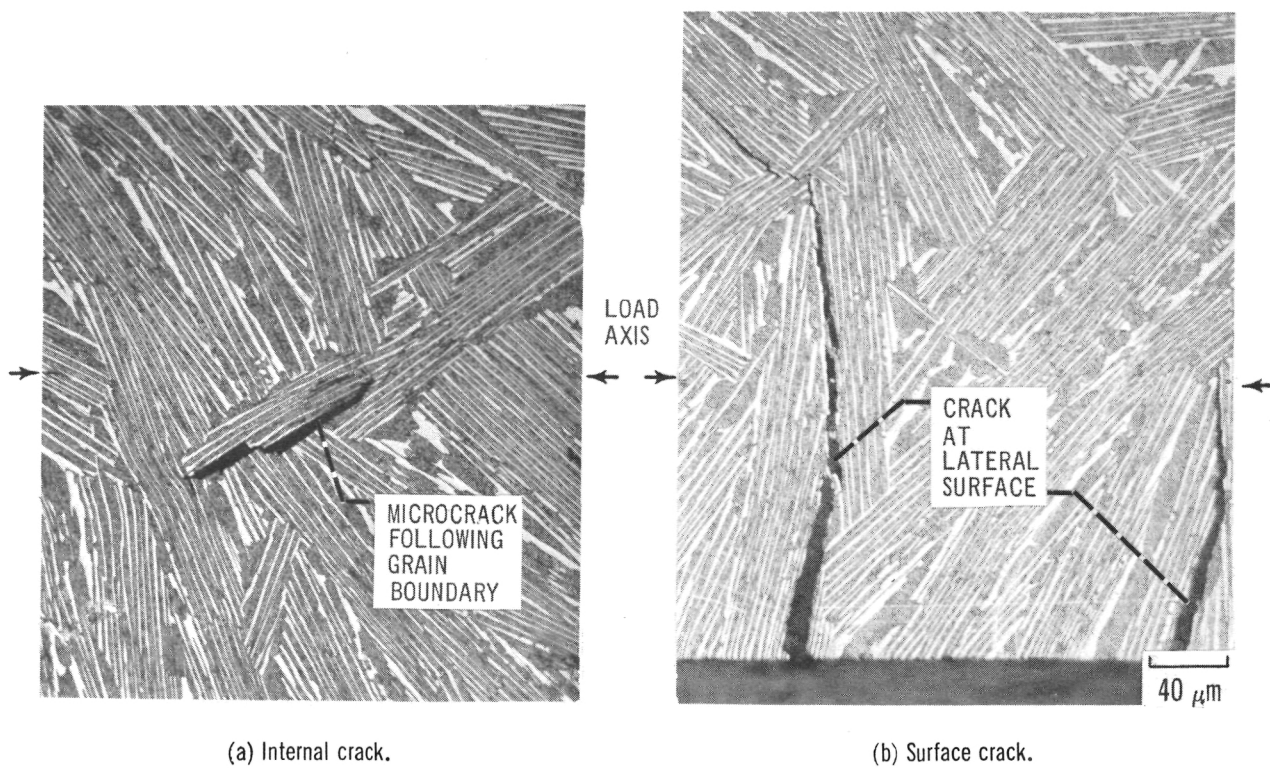 LOAD
AXIS
MICROCRACK
FOLLOWING
GRAIN
BOUNDARY
CRACK
AT
LATERAL
SURFACE
40 μm
(a) Internal crack.
(b) Surface crack.